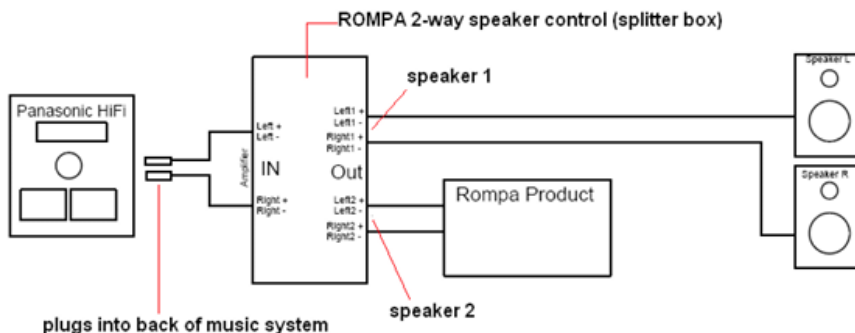 ROMPA 2-way speaker control (splitter box)
speaker 1
Speaker L
Panasonic HiFi
Left +
Left -
Amplifier
IN
Right +
Right -
Left1 +
Left1 -
Right1 +
Right1 -
Out
Left2 +
Left2 -
Right2 +
Right2 -
Rompa Product
Speaker R
speaker 2
plugs into back of music system